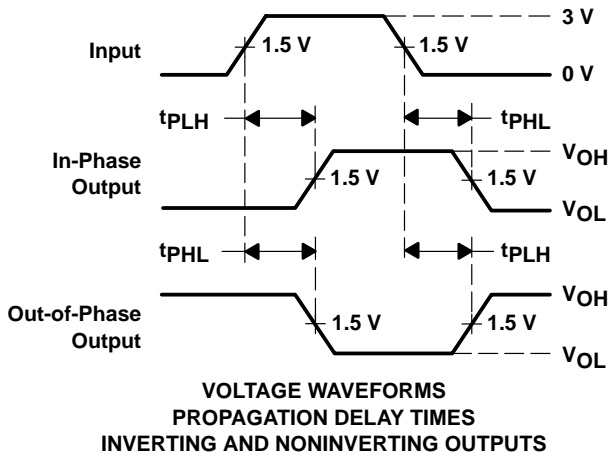 3 V
Input
1.5 V
1.5 V
0 V
tPLH
tPHL
In-Phase
Output
VOH
1.5 V
1.5 V
VOL
tPHL
tPLH
Out-of-Phase
Output
VOH
1.5 V
1.5 V
VOL
VOLTAGE WAVEFORMS
PROPAGATION DELAY TIMES
INVERTING AND NONINVERTING OUTPUTS